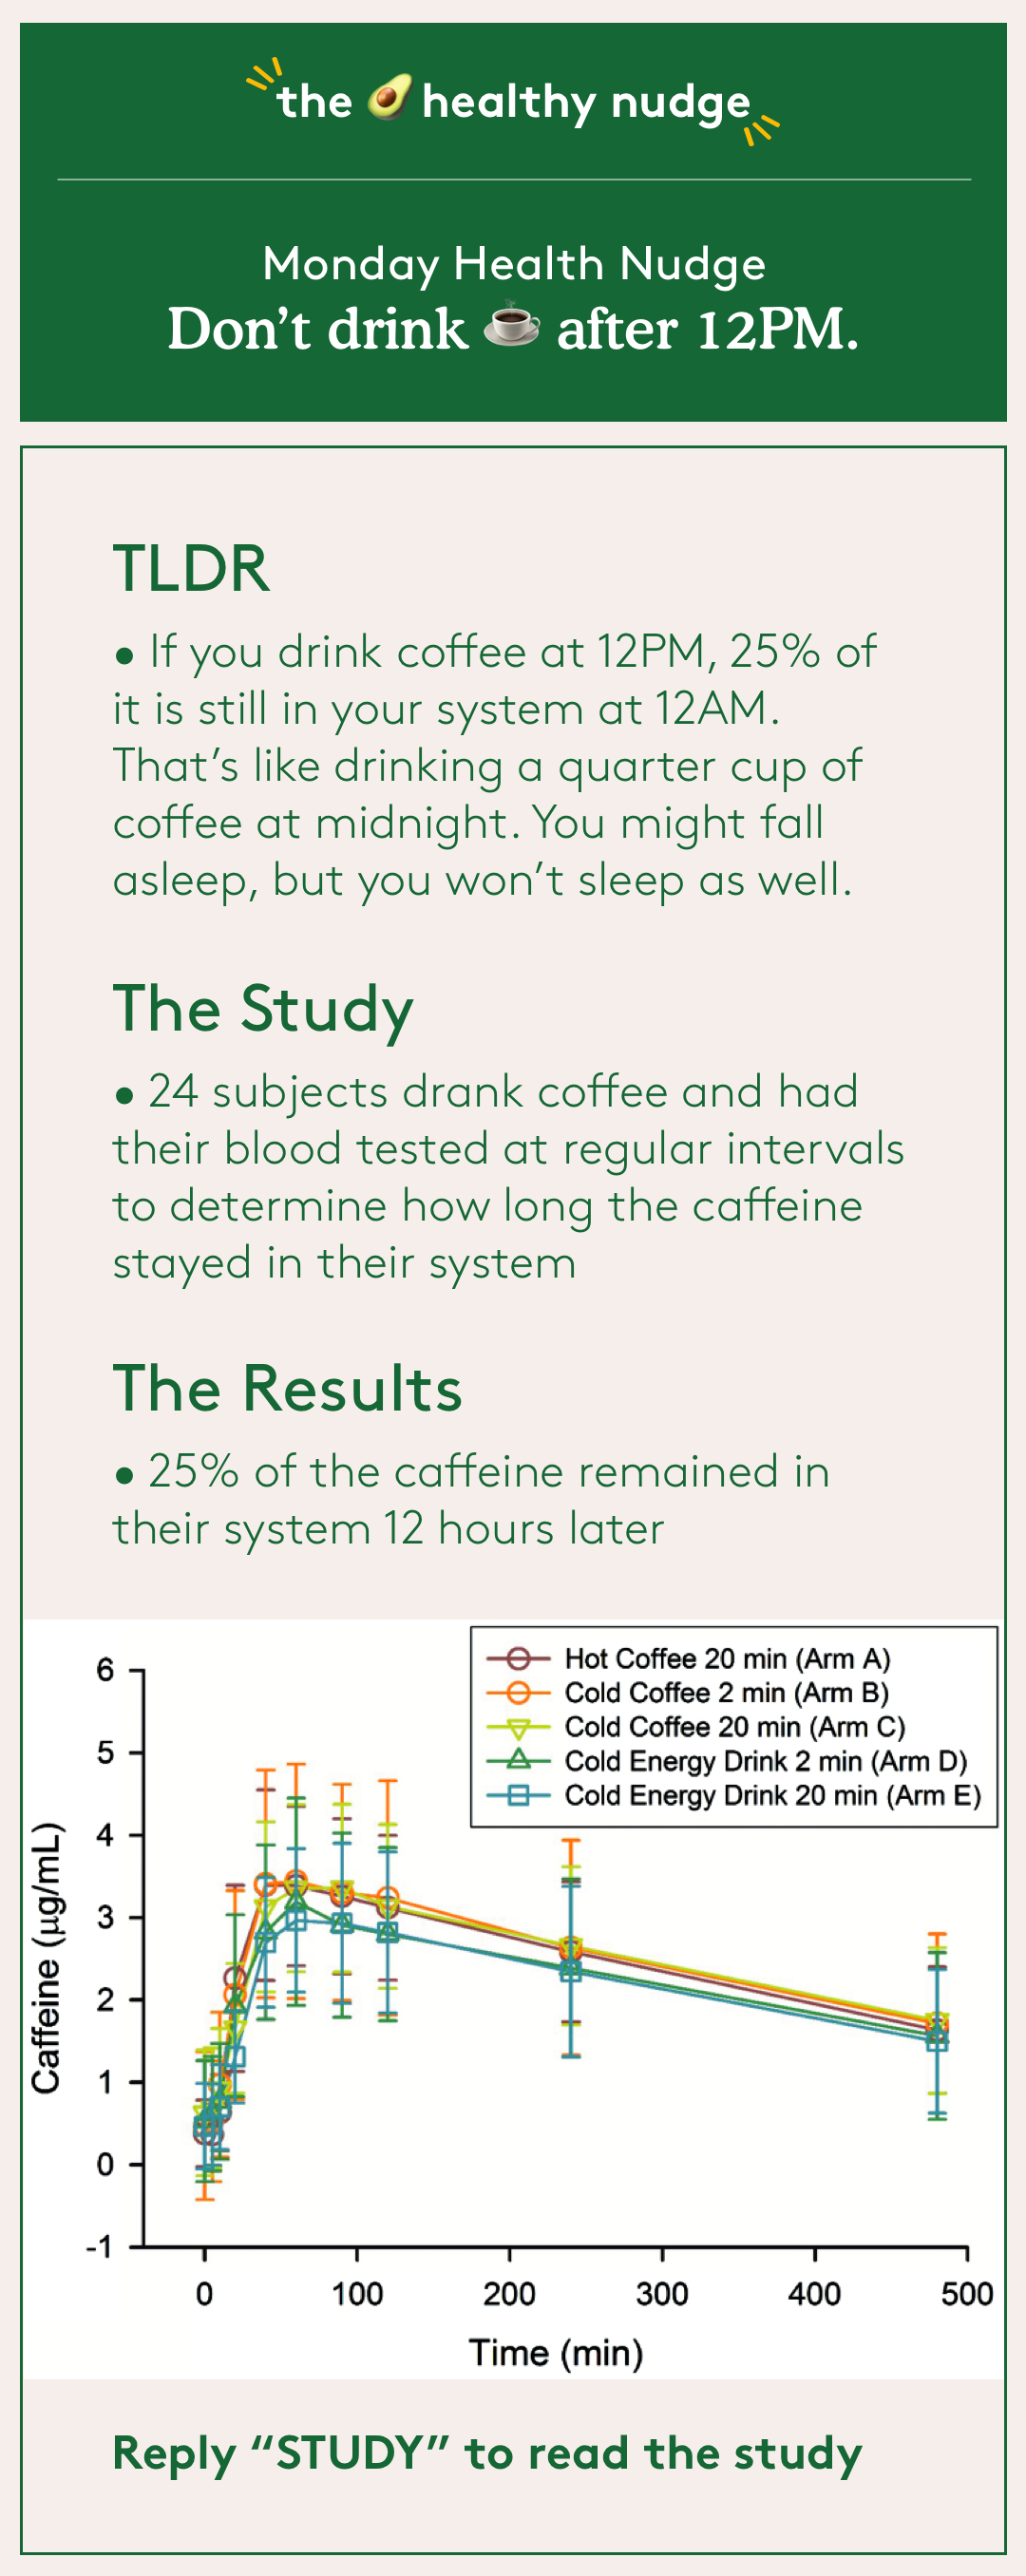 the healthy nudge
Monday Health Nudge
Don’t drink ☕ after 12PM.
TLDR
• If you drink coffee at 12PM, 25% of
it is still in your system at 12AM.
That’s like drinking a quarter cup of
coffee at midnight. You might fall
asleep, but you won’t sleep as well.
The Study
• 24 subjects drank coffee and had
their blood tested at regular intervals
to determine how long the caffeine
stayed in their system
The Results
• 25% of the caffeine remained in
their system 12 hours later
Hot Coffee 20 min (Arm A)
Cold Coffee 2 min (Arm B)
Cold Coffee 20 min (Arm C)
Cold Energy Drink 2 min (Arm D)
Cold Energy Drink 20 min (Arm E)
Caffeine (µg/mL)
6
5
4
3
2
1
0
-1
0 100 200 300 400 500
Time (min)
Reply “STUDY” to read the study